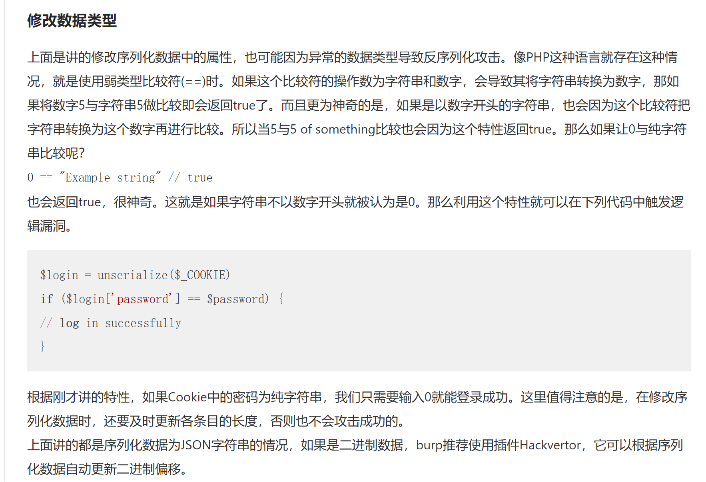 修改数据类型
上面是讲的修改序列化数据中的属性，也可能因为异常的数据类型导致反序列化攻击。像PHP这种语言就存在这种情
况，就是使用弱类型比较符(==)时。如果这个比较符的操作数为字符串和数字，会导致其将字符串转换为数字，那如
果将数字5与字符串5做比较即会返回true了。而且更为神奇的是，如果是以数字开头的字符串，也会因为这个比较符把
字符串转换为这个数字再进行比较。所以当5与5 of something比较也会因为这个特性返回true。那么如果让0与纯字符
串比较呢？
0 == "Example string" // true
也会返回true，很神奇。这就是如果字符串不以数字开头就被认为是0。那么利用这个特性就可以在下列代码中触发逻
辑漏洞。
$login = unserialize($_COOKIE)
if ($login['password'] == $password) {
// log in successfully
}
根据刚才讲的特性，如果Cookie中的密码为纯字符串，我们只需要输入0就能登录成功。这里值得注意的是，在修改序
列化数据时，还要及时更新各条目的长度，否则也不会攻击成功的。
上面讲的都是序列化数据为JSON字符串的情况，如果是二进制数据，burp推荐使用插件Hackvertor，它可以根据序列
化数据自动更新二进制偏移。